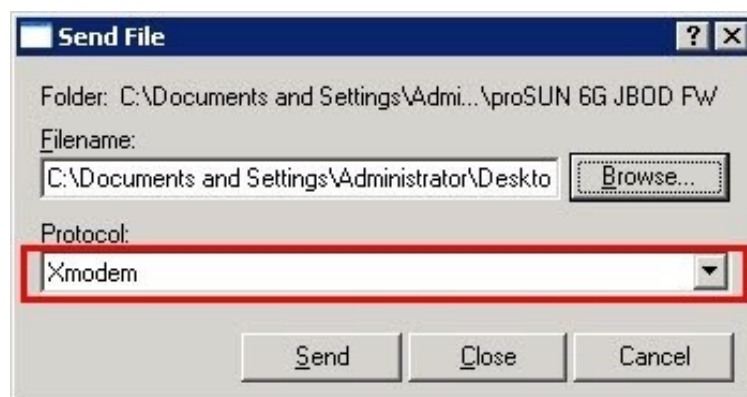 Send File
Folder: C:\Documents and Settings\Admi...\proSUN 6G JBOD FW
Filename:
C:\Documents and Settings\Administrator\Deskto
Browse...
Protocol:
Xmodem
Send Close Cancel